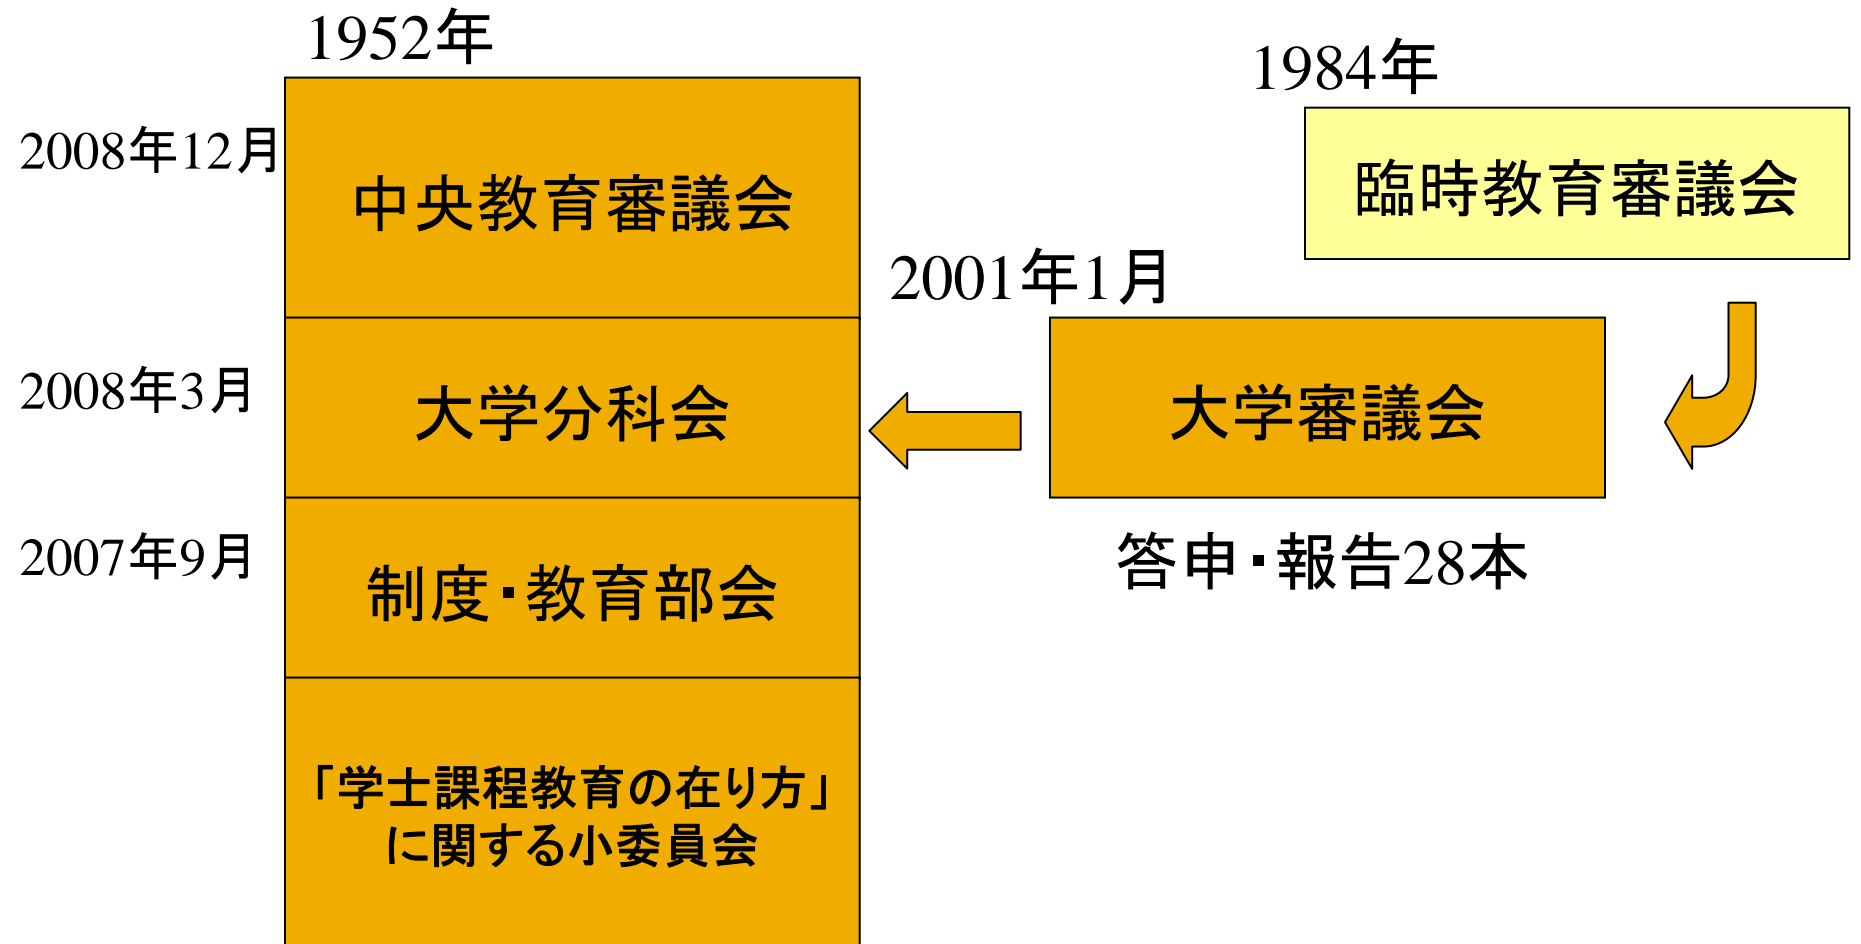 1952年
1984年
2008年12月
中央教育審議会
臨時教育審議会
2001年1月
2008年3月
大学分科会
大学審議会
2007年9月
制度・教育部会
答申・報告28本
「学士課程教育の在り方」
に関する小委員会